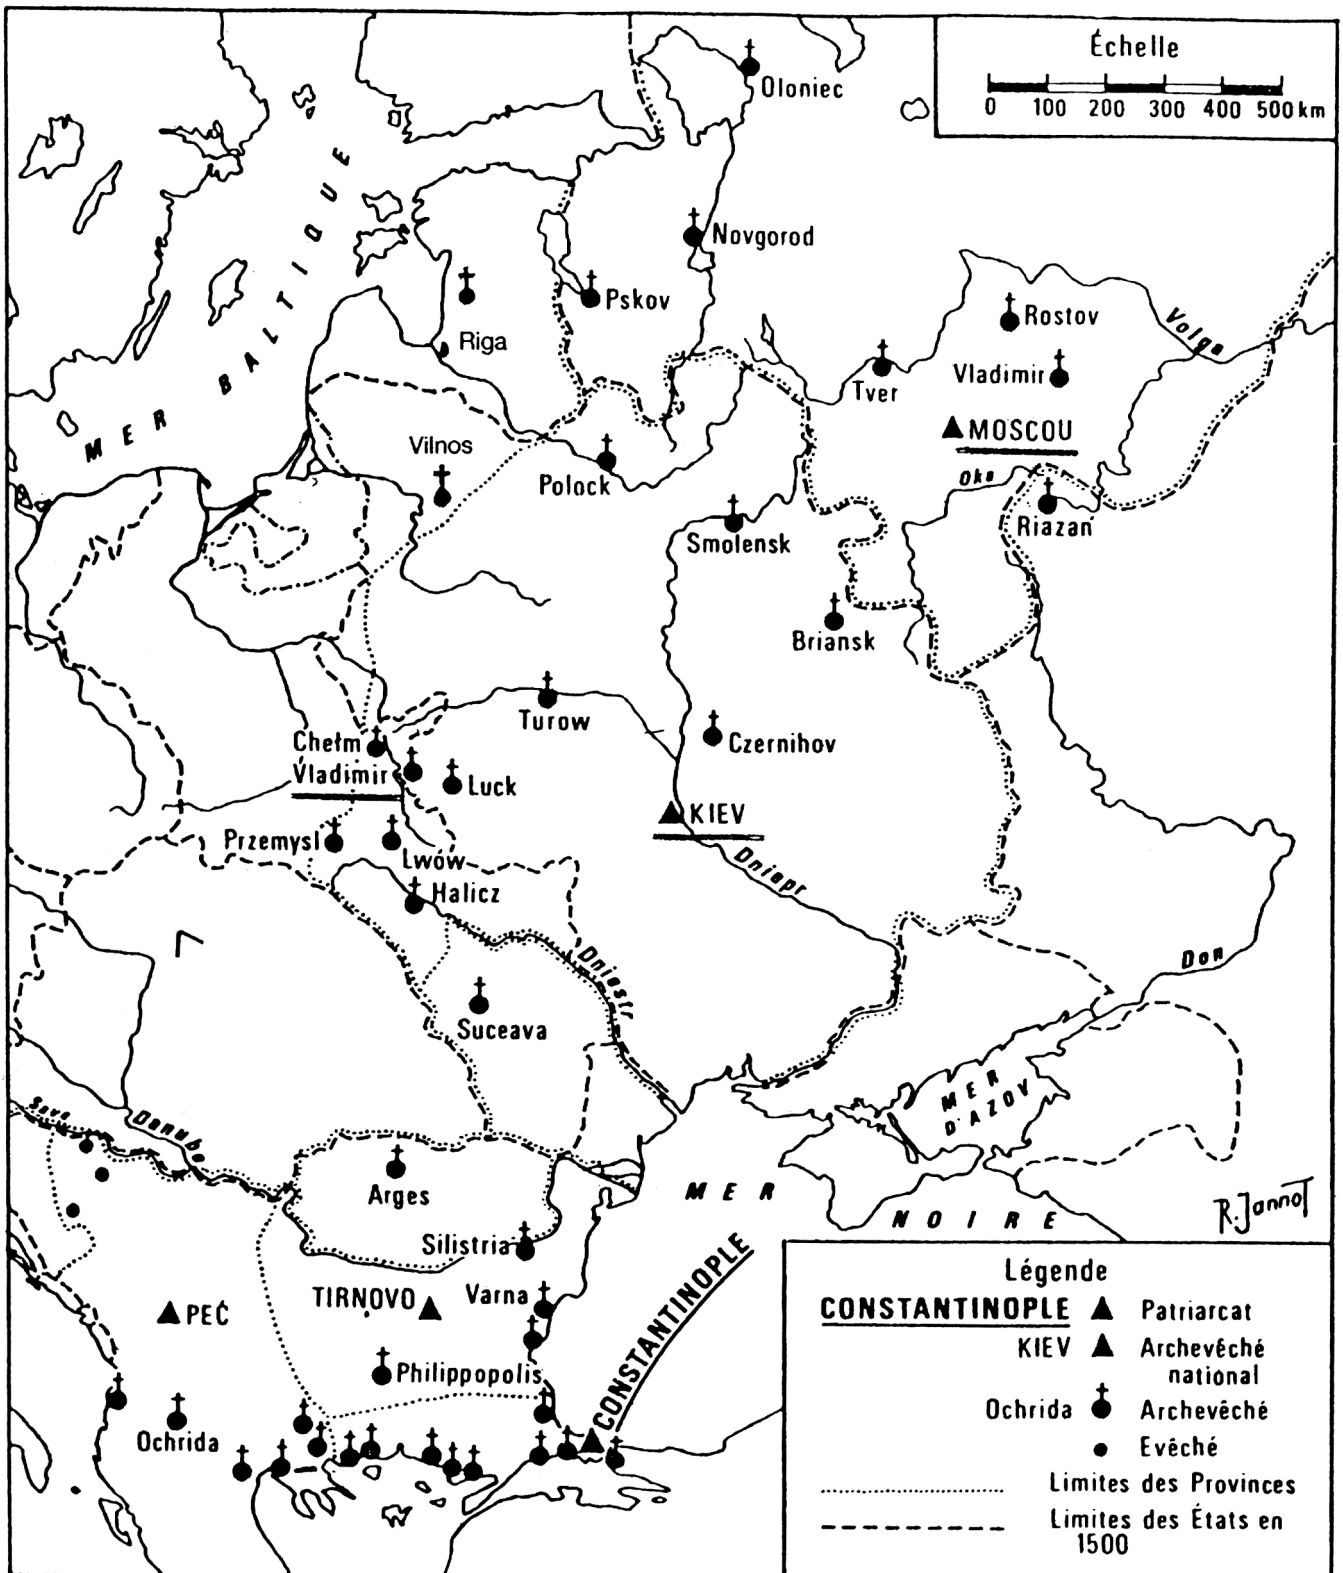 Échelle
0 100 200 300 400 500 km
Oloniec
MER BALTIQUE
Novgorod
Pskov
Riga
Rostov
Volga
Tver
Vladimir
MOSCOU
Vilnos
Polock
Oka
Riazan
Smolensk
Briansk
Turow
Czernihov
Chełm
Vladimir
Luck
KIEV
Przemysl
Lwów
Halicz
Dniepr
Dniestr
Don
Suceava
MER
D'AZOV
Save
Danube
Arges
MER
NOIRE
R. Jannot
Silistria
TIRNOVO
Varna
PEĆ
CONSTANTINOPLE
Philippopolis
Ochrida
Légende
CONSTANTINOPLE Patriarcat
KIEV Archevêché
national
Ochrida Archevêché
Evêché
Limites des Provinces
Limites des États en
1500